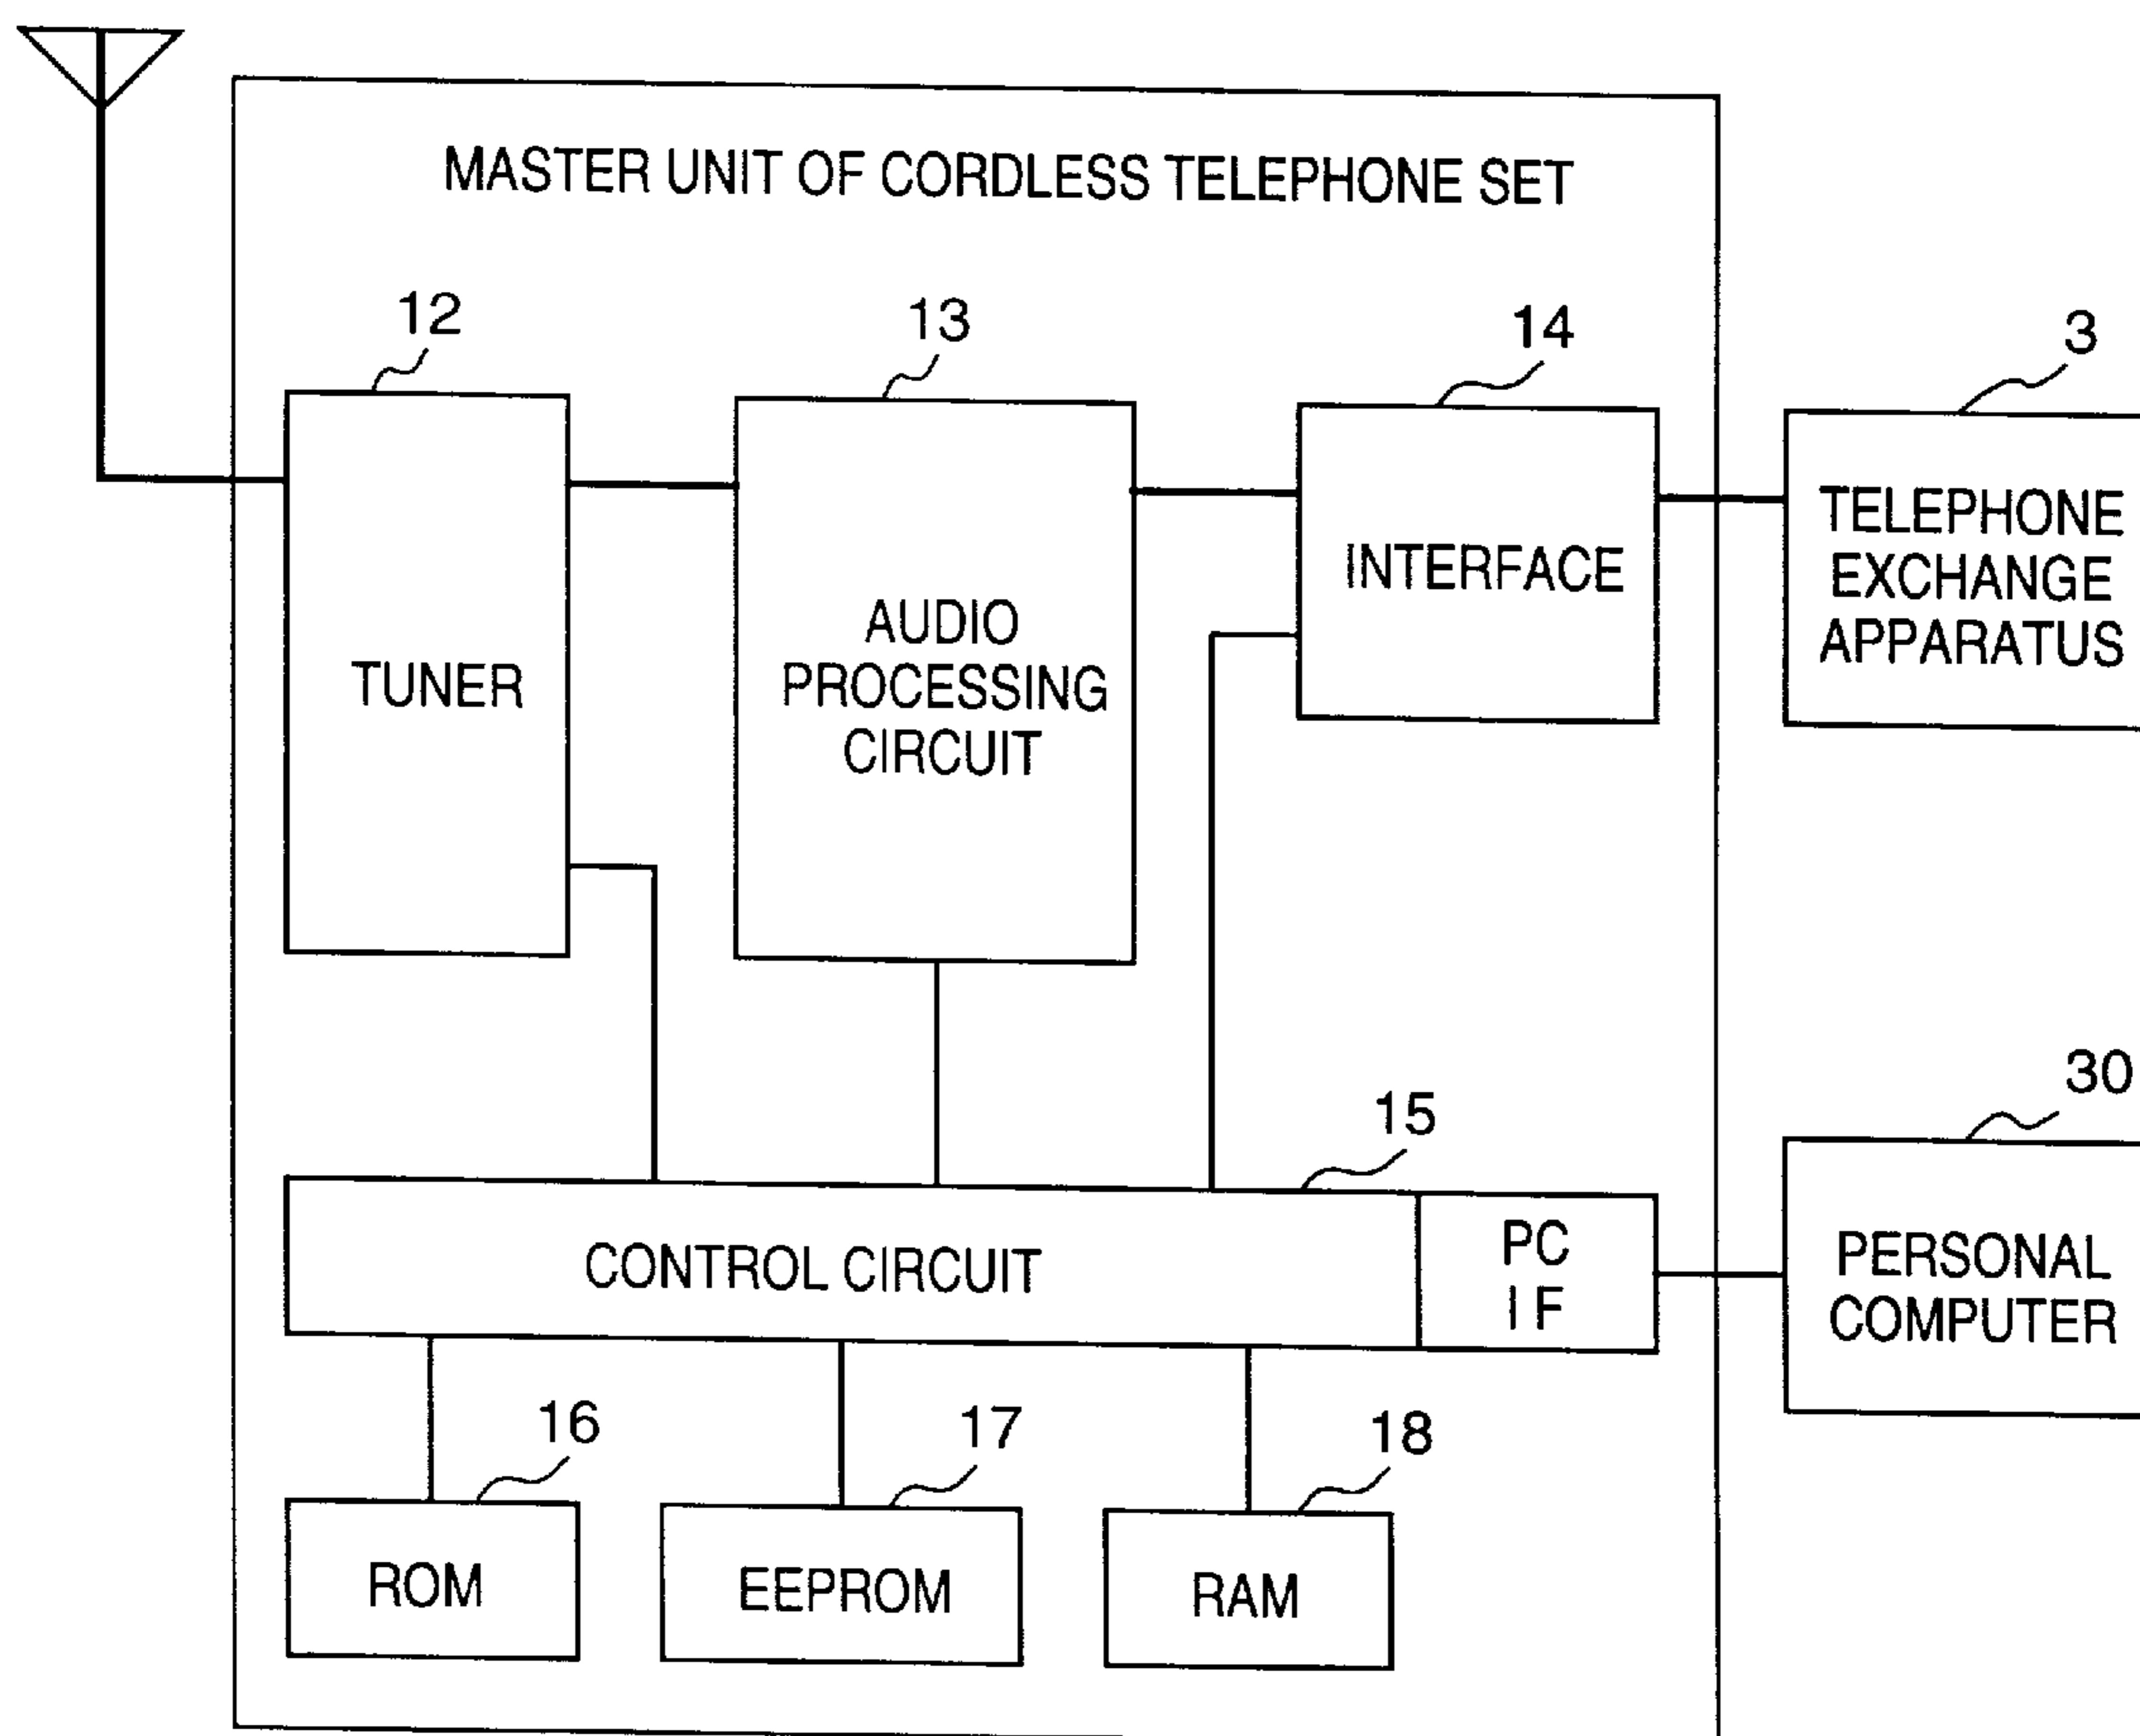 MASTER UNIT OF CORDLESS TELEPHONE SET
12
13
14
3
TUNER
AUDIO
PROCESSING
CIRCUIT
INTERFACE
TELEPHONE
EXCHANGE
APPARATUS
15
30
CONTROL CIRCUIT
PC
IF
PERSONAL
COMPUTER
16
17
18
ROM
EEPROM
RAM